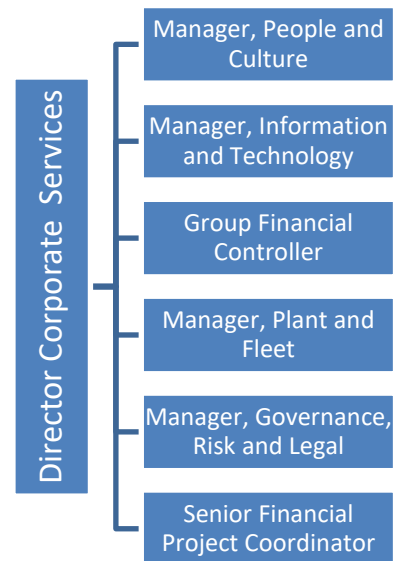 Director Corporate Services
Manager, People and
Culture
Manager, Information
and Technology
Group Financial
Controller
Manager, Plant and
Fleet
Manager, Governance,
Risk and Legal
Senior Financial
Project Coordinator